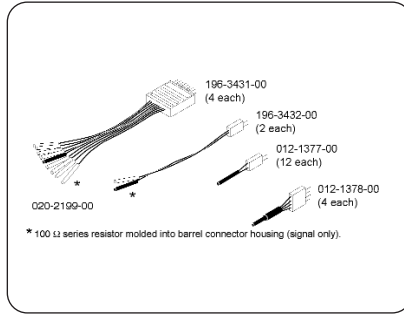 196-3431-00
(4 each)
196-3432-00
(2 each)
012-1377-00
(12 each)
012-1378-00
(4 each)
*
*
020-2199-00
* 100 Ω series resistor molded into barrel connector housing (signal only).